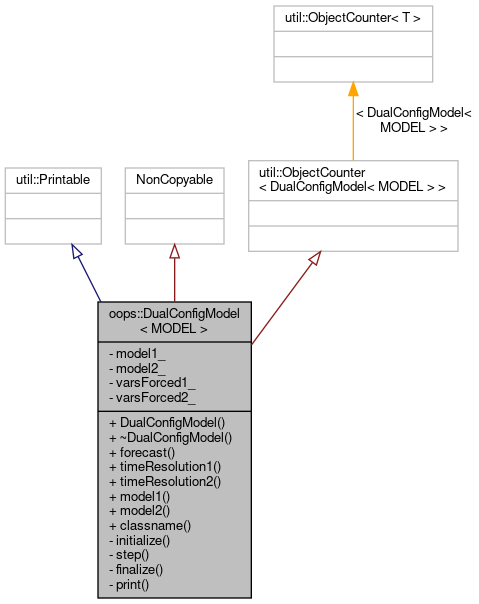 util::ObjectCounter< T >
< DualConfigModel<
MODEL > >
util::Printable
NonCopyable
util::ObjectCounter
< DualConfigModel< MODEL > >
oops::DualConfigModel
< MODEL >
- model1_
- model2_
- varsForced1_
- varsForced2_
+ DualConfigModel()
+ ~DualConfigModel()
+ forecast()
+ timeResolution1()
+ timeResolution2()
+ model1()
+ model2()
+ classname()
- initialize()
- step()
- finalize()
- print()